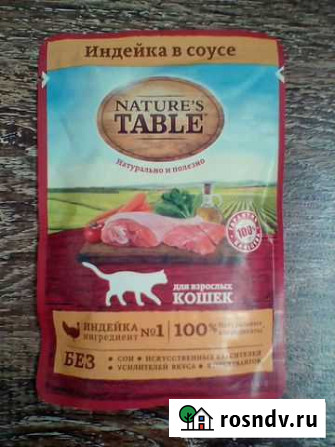 Индейка в соусе
NATURE'S
TABLE
Натурально и полезно
100%
для взрослых
КОШЕК
ИНДЕЙКА
ИНГРЕДИЕНТ №1
100%
БЕЗ
СОИ • ИСКУССТВЕННЫХ КРАСИТЕЛЕЙ
УСИЛИТЕЛЕЙ ВКУСА •
rosndv.ru